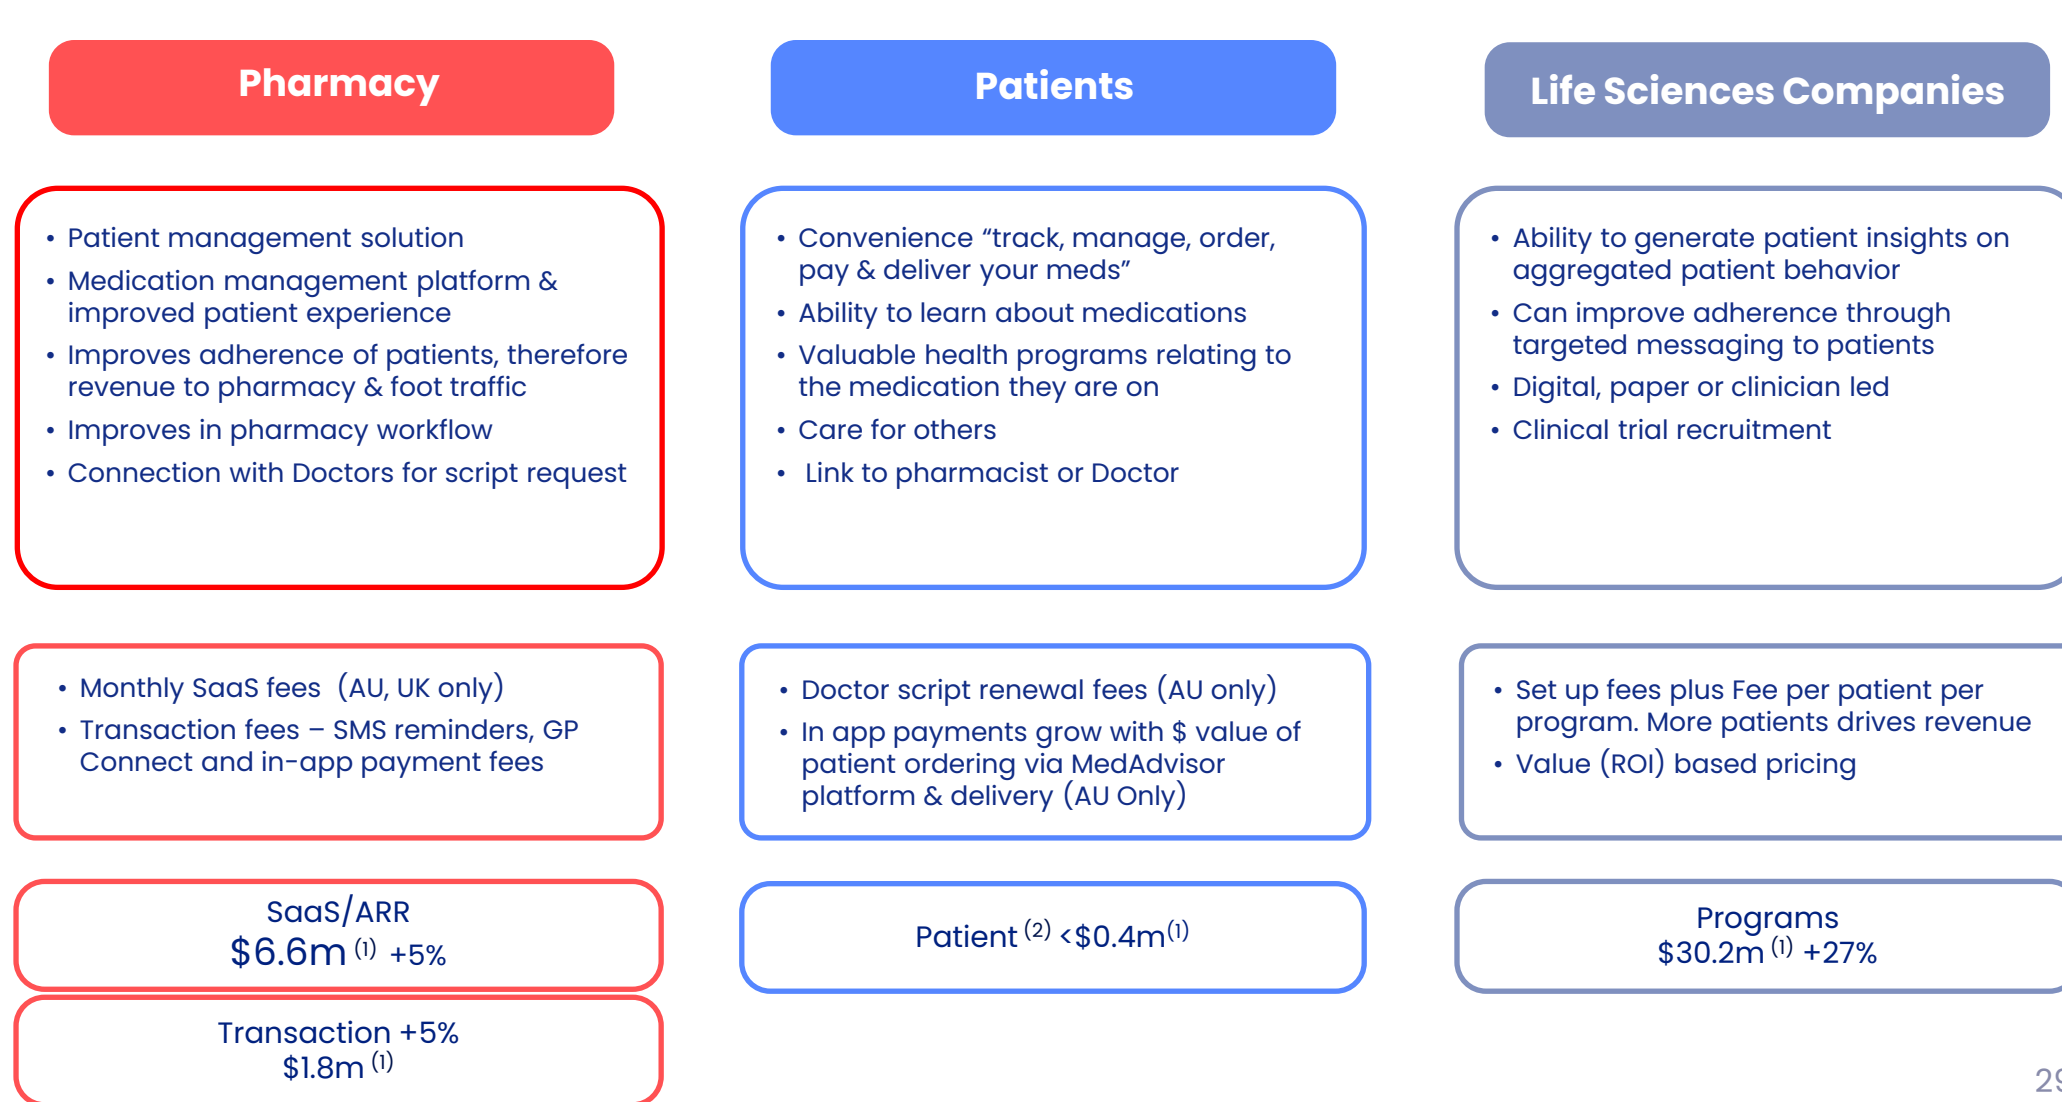 Pharmacy
• Patient management solution
• Medication management platform &
improved patient experience
• Improves adherence of patients, therefore
revenue to pharmacy & foot traffic
• Improves in pharmacy workflow
• Connection with Doctors for script request
• Monthly SaaS fees (AU, UK only)
• Transaction fees – SMS reminders, GP
Connect and in-app payment fees
SaaS/ARR
$6.6m (1) +5%
Transaction +5%
$1.8m (1)
Patients
• Convenience “track, manage, order,
pay & deliver your meds”
• Ability to learn about medications
• Valuable health programs relating to
the medication they are on
• Care for others
• Link to pharmacist or Doctor
• Doctor script renewal fees (AU only)
• In app payments grow with $ value of
patient ordering via MedAdvisor
platform & delivery (AU Only)
Patient (2) <$0.4m(1)
Life Sciences Companies
• Ability to generate patient insights on
aggregated patient behavior
• Can improve adherence through
targeted messaging to patients
• Digital, paper or clinician led
• Clinical trial recruitment
• Set up fees plus Fee per patient per
program. More patients drives revenue
• Value (ROI) based pricing
Programs
$30.2m (1) +27%
29